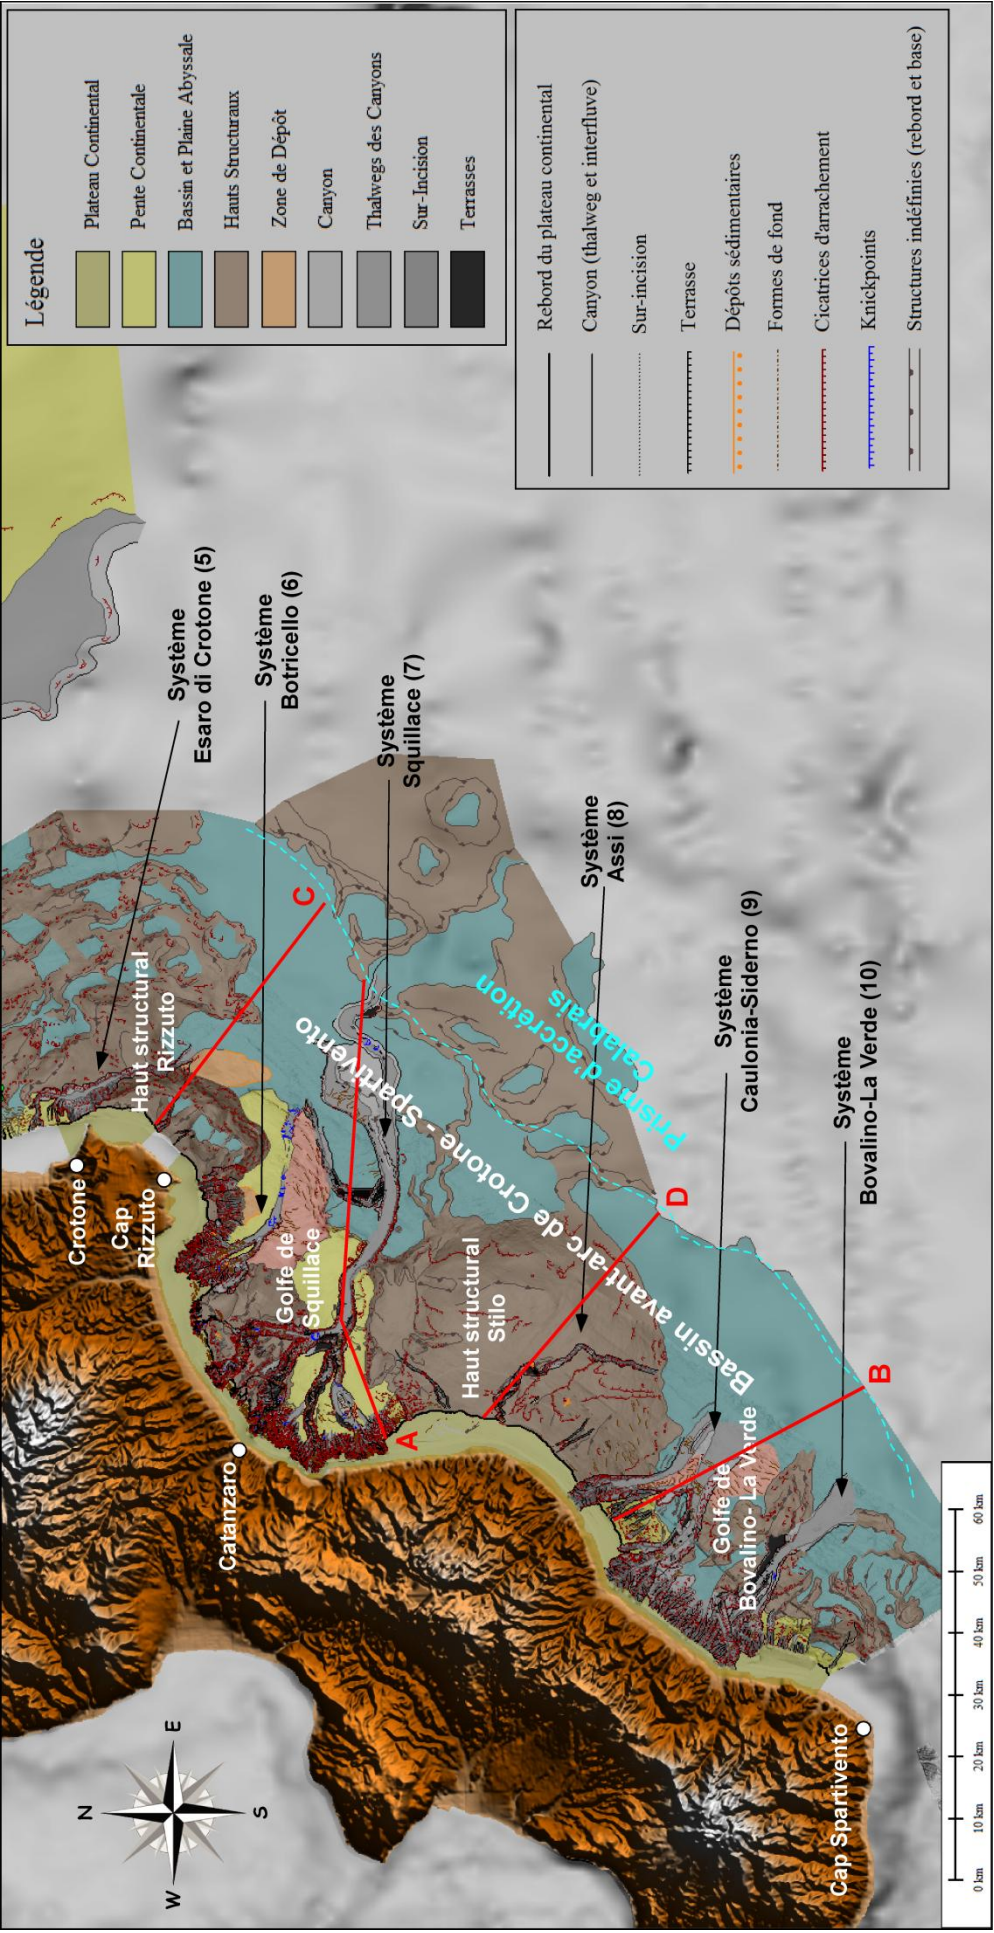 Légende
Plateau Continental
Pente Continentale
Bassin et Plaine Abyssale
Hauts Structuraux
Zone de Dépôt
Canyon
Thalwegs des Canyons
Sur-Incision
Terrasses
Rebord du plateau continental
Canyon (thalweg et interfluve)
Sur-incision
Terrasse
Dépôts sédimentaires
Formes de fond
Cicatrices d'arrachement
Knickpoints
Structures indéfinies (rebord et base)
Système
Esaro di Crotone (5)
Système
Botricello (6)
Système
Squillace (7)
Système
Assi (8)
Système
Caulonia-Siderno (9)
Système
Bovalino-La Verde (10)
Haut structural
Rizzuto
C
Crotone
Cap
Rizzuto
Golfe de
Squillace
Bassin avant-arc de Crotone - Spartivento
Prisme d'accrétion
Calabrais
Haut structural
Stilo
D
A
Catanzaro
Golfe de
Bovalino- La Verde
B
Cap Spartivento
N
E
S
W
0 km
10 km
20 km
30 km
40 km
50 km
60 km